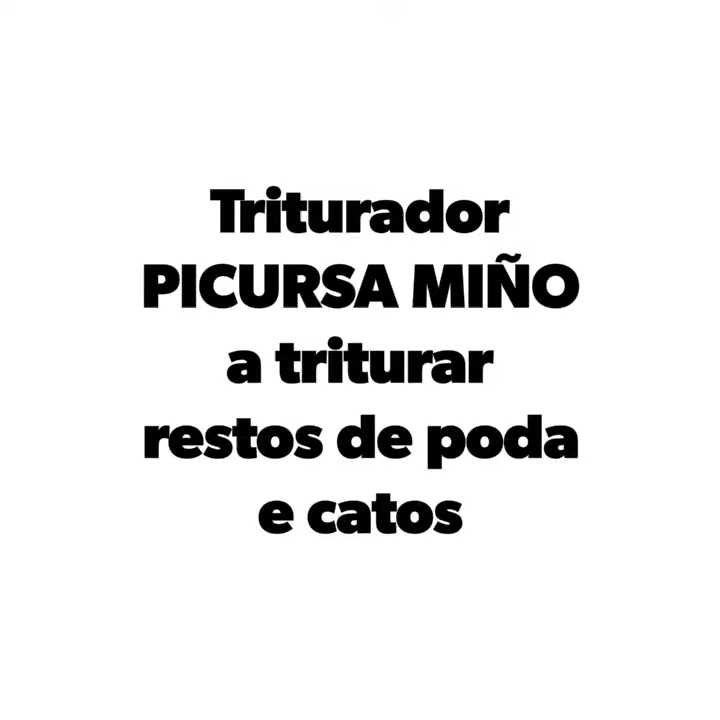 Triturador
PICURSA MIÑO
a triturar
restos de poda
e catos